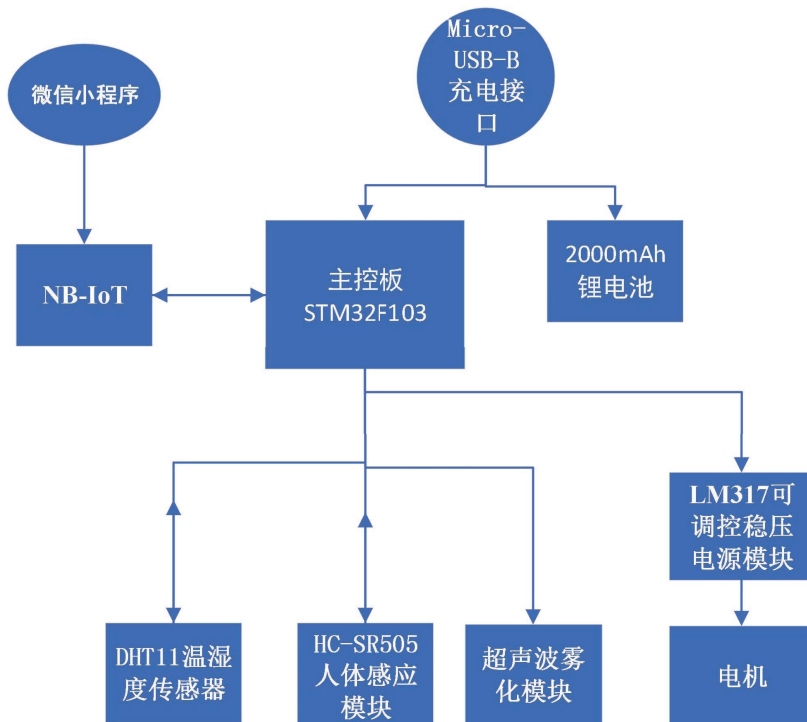 Micro-
USB-B
充电接
口
微信小程序
NB-IoT
主控板
STM32F103
2000mAh
锂电池
LM317可
调控稳压
电源模块
DHT11温湿
度传感器
HC-SR505
人体感应
模块
超声波雾
化模块
电机